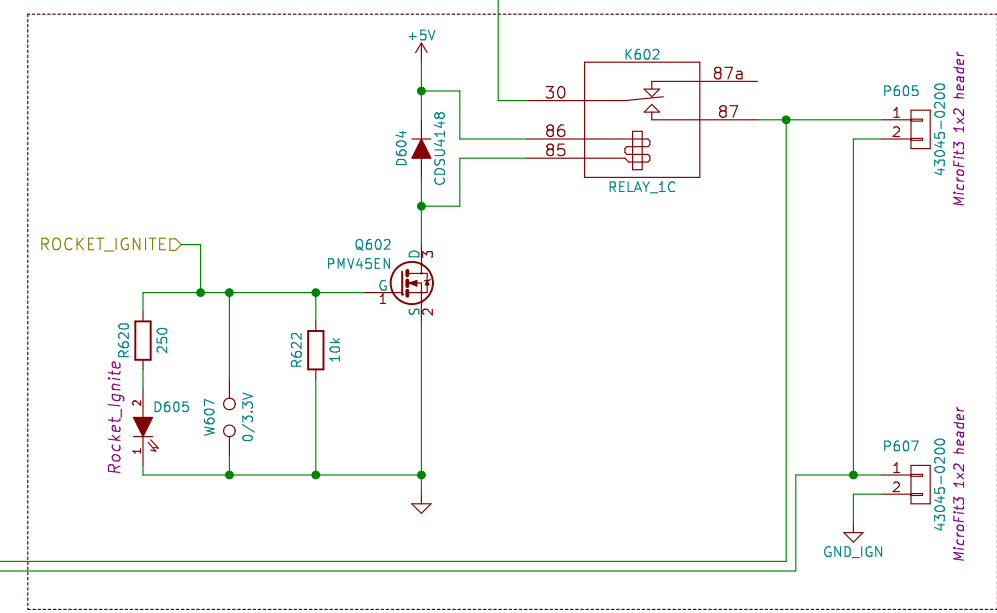 +5V
K602
87a
30
87
86
85
RELAY_1C
D604
CDSU4148
P605
1
2
43045-0200
MicroFit3 1x2 header
ROCKET_IGNITE
Q602
PMV45EN
D
3
G
1
S
2
R620
250
R622
10k
Rocket_Ignite
2
D605
1
W607
0/3.3V
P607
1
2
43045-0200
MicroFit3 1x2 header
GND_IGN